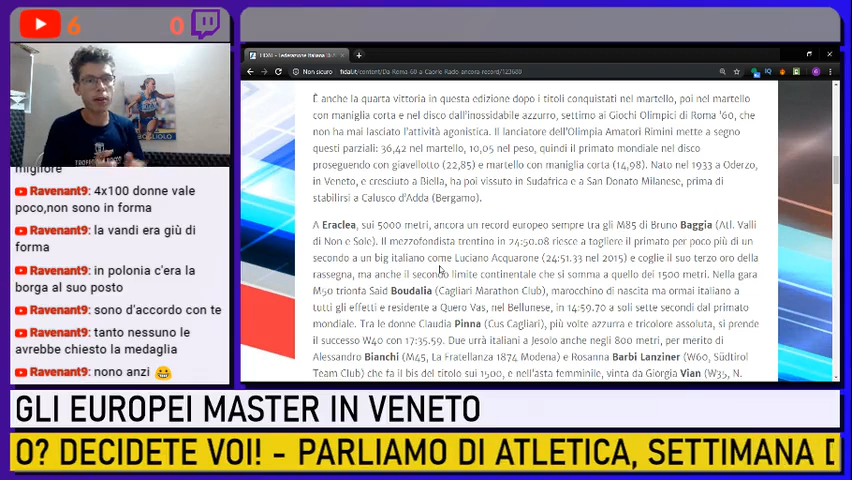 6
0
FIDAL - Federazione Italiana Di A
Non sicuro fidal.it/content/Da-Roma-60-a-Caorle-Rado-ancora-record/123688
BOGLIOLO
migliore
Ravenant9: 4x100 donne vale
poco,non sono in forma
Ravenant9: la vandi era giù di
forma
Ravenant9: in polonia c'era la
borga al suo posto
Ravenant9: sono d'accordo con te
Ravenant9: tanto nessuno le
avrebbe chiesto la medaglia
Ravenant9: nono anzi 😁
È anche la quarta vittoria in questa edizione dopo i titoli conquistati nel martello, poi nel martello
con maniglia corta e nel disco dall'inossidabile azzurro, settimo ai Giochi Olimpici di Roma '60, che
non ha mai lasciato l'attività agonistica. Il lanciatore dell'Olimpia Amatori Rimini mette a segno
questi parziali: 36,42 nel martello, 10,05 nel peso, quindi il primato mondiale nel disco
proseguendo con giavellotto (22,85) e martello con maniglia corta (14,98). Nato nel 1933 a Oderzo,
in Veneto, e cresciuto a Biella, ha poi vissuto in Sudafrica e a San Donato Milanese, prima di
stabilirsi a Calusco d'Adda (Bergamo).
A Eraclea, sui 5000 metri, ancora un record europeo sempre tra gli M85 di Bruno Baggia (Atl. Valli
di Non e Sole). Il mezzofondista trentino in 24:50.08 riesce a togliere il primato per poco più di un
secondo a un big italiano come Luciano Acquarone (24:51.33 nel 2015) e coglie il suo terzo oro della
rassegna, ma anche il secondo limite continentale che si somma a quello dei 1500 metri. Nella gara
M50 trionfa Said Boudalia (Cagliari Marathon Club), marocchino di nascita ma ormai italiano a
tutti gli effetti e residente a Quero Vas, nel Bellunese, in 14:59.70 a soli sette secondi dal primato
mondiale. Tra le donne Claudia Pinna (Cus Cagliari), più volte azzurra e tricolore assoluta, si prende
il successo W40 con 17:35.59. Due urrà italiani a Jesolo anche negli 800 metri, per merito di
Alessandro Bianchi (M45, La Fratellanza 1874 Modena) e Rosanna Barbi Lanziner (W60, Südtirol
Team Club) che fa il bis del titolo sui 1500, e nell'asta femminile, vinta da Giorgia Vian (W35, N.
GLI EUROPEI MASTER IN VENETO
O? DECIDETE VOI! - PARLIAMO DI ATLETICA, SETTIMANA D